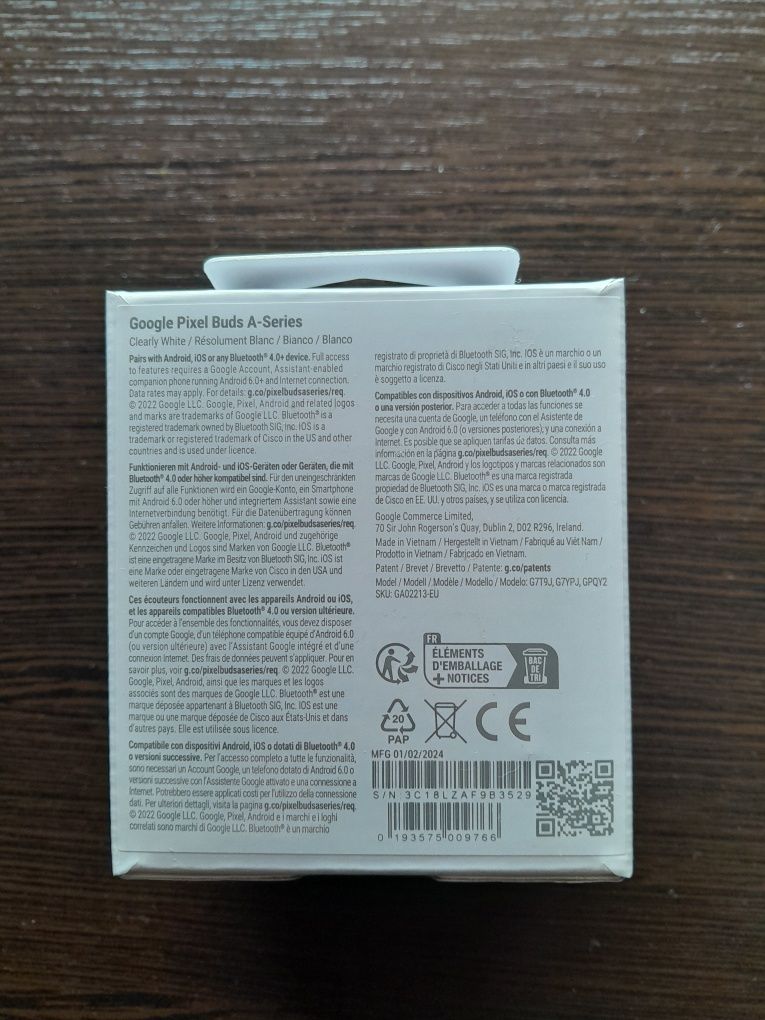 Google Pixel Buds A-Series
Clearly White / Résolument Blanc / Bianco / Blanco
Pairs with Android, iOS or any Bluetooth® 4.0+ device. Full access
to features requires a Google Account, Assistant-enabled
companion phone running Android 6.0+ and Internet connection.
Data rates may apply. For details: g.co/pixelbudsaseries/req.
© 2022 Google LLC. Google, Pixel, Android and related logos
and marks are trademarks of Google LLC. Bluetooth® is a
registered trademark owned by Bluetooth SIG, Inc. IOS is a
trademark or registered trademark of Cisco in the US and other
countries and is used under licence.
Funktionieren mit Android- und iOS-Geräten oder Geräten, die mit
Bluetooth® 4.0 oder höher kompatibel sind. Für den uneingeschränkten
Zugriff auf alle Funktionen wird ein Google-Konto, ein Smartphone
mit Android 6.0 oder höher und integriertem Assistant sowie eine
Internetverbindung benötigt. Für die Datenübertragung können
Gebühren anfallen. Weitere Informationen: g.co/pixelbudsaseries/req.
© 2022 Google LLC. Google, Pixel, Android und zugehörige
Kennzeichen und Logos sind Marken von Google LLC. Bluetooth®
ist eine eingetragene Marke im Besitz von Bluetooth SIG, Inc. iOS ist
eine Marke oder eingetragene Marke von Cisco in den USA und
weiteren Ländern und wird unter Lizenz verwendet.
Ces écouteurs fonctionnent avec les appareils Android ou iOS,
et les appareils compatibles Bluetooth® 4.0 ou version ultérieure.
Pour accéder à l'ensemble des fonctionnalités, vous devez disposer
d'un compte Google, d'un téléphone compatible équipé d'Android 6.0
(ou version ultérieure) avec l'Assistant Google intégré et d'une
connexion Internet. Des frais de données peuvent s'appliquer. Pour en
savoir plus, voir g.co/pixelbudsaseries/req. © 2022 Google LLC.
Google, Pixel, Android, ainsi que les marques et les logos
associés sont des marques de Google LLC. Bluetooth® est une
marque déposée appartenant à Bluetooth SIG, Inc. IOS est une
marque ou une marque déposée de Cisco aux États-Unis et dans
d'autres pays. Elle est utilisée sous licence.
Compatibile con dispositivi Android, iOS o dotati di Bluetooth® 4.0
o versioni successive. Per l'accesso completo a tutte le funzionalità,
sono necessari un Account Google, un telefono dotato di Android 6.0 o
versioni successive con l'Assistente Google attivato e una connessione a
Internet. Potrebbero essere applicati costi per l'utilizzo della connessione
dati. Per ulteriori dettagli, visita la pagina g.co/pixelbudsaseries/req.
© 2022 Google LLC. Google, Pixel, Android e i marchi e i loghi
correlati sono marchi di Google LLC. Bluetooth® è un marchio
registrato di proprietà di Bluetooth SIG, Inc. IOS è un marchio o un
marchio registrato di Cisco negli Stati Uniti e in altri paesi e il suo uso
è soggetto a licenza.
Compatibles con dispositivos Android, iOS o con Bluetooth® 4.0
o una versión posterior. Para acceder a todas las funciones se
necesita una cuenta de Google, un teléfono con el Asistente de
Google y con Android 6.0 (o versiones posteriores), y una conexión a
Internet. Es posible que se apliquen tarifas de datos. Consulta más
información en la página g.co/pixelbudsaseries/req. © 2022 Google
LLC. Google, Pixel, Android y los logotipos y marcas relacionados son
marcas de Google LLC. Bluetooth® es una marca registrada
propiedad de Bluetooth SIG, Inc. iOS es una marca o marca registrada
de Cisco en EE. UU. y otros países, y se utiliza con licencia.
Google Commerce Limited,
70 Sir John Rogerson's Quay, Dublin 2, D02 R296, Ireland.
Made in Vietnam / Hergestellt in Vietnam / Fabriqué au Viêt Nam /
Prodotto in Vietnam / Fabricado en Vietnam.
Patent / Brevet / Brevetto / Patente: g.co/patents
Model / Modell / Modèle / Modello / Modelo: G7T9J, G7YPJ, GPQY2
SKU: GA02213-EU
FR
ÉLÉMENTS
D'EMBALLAGE
+ NOTICES
BAC
DE
TRI
20
PAP
CE
MFG 01/02/2024
S/N 3C18LZAF9B3529
0 193575 009766